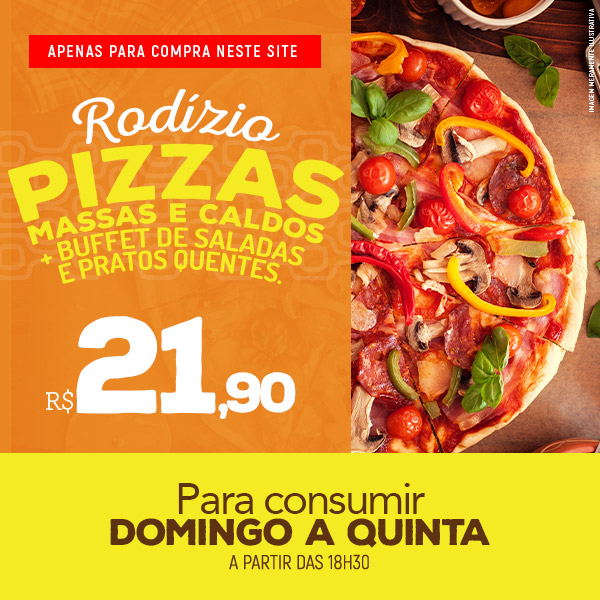 APENAS PARA COMPRA NESTE SITE
Rodízio
PIZZAS
MASSAS E CALDOS
+ BUFFET DE SALADAS
E PRATOS QUENTES.
R$ 21,90
IMAGEM MERAMENTE ILUSTRATIVA
Para consumir
DOMINGO A QUINTA
A PARTIR DAS 18H30